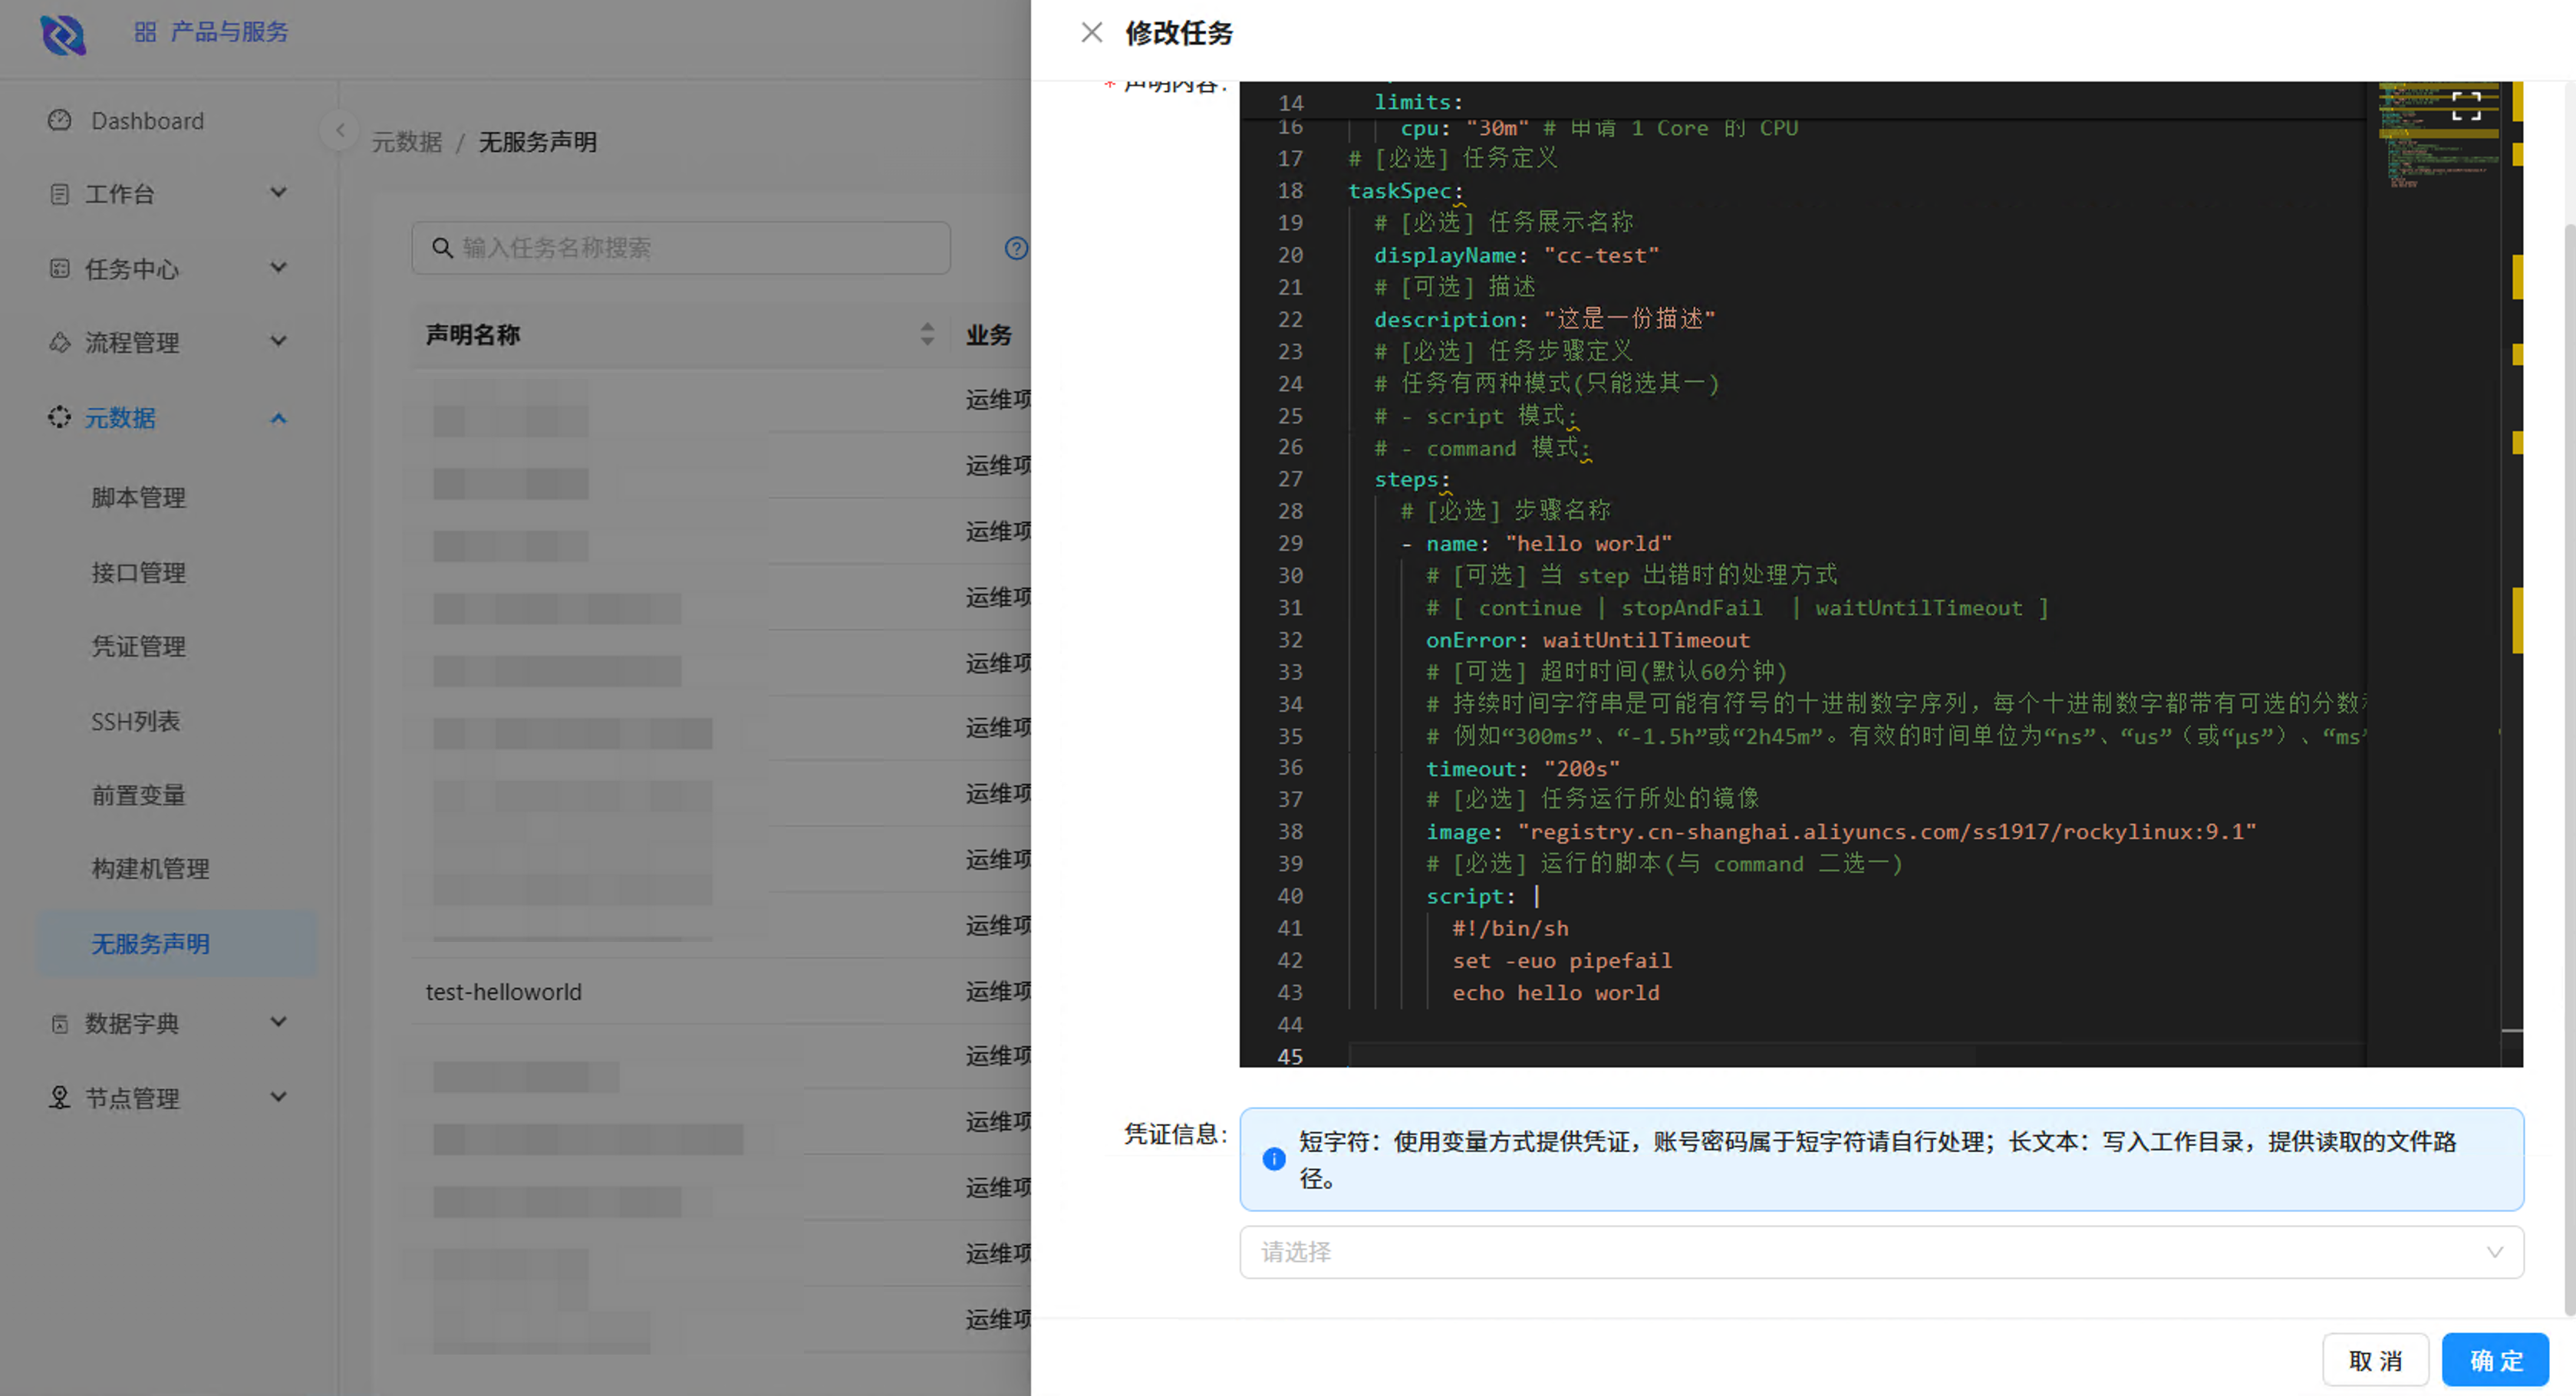 产品与服务
Dashboard
工作台
任务中心
流程管理
元数据
脚本管理
接口管理
凭证管理
SSH列表
前置变量
构建机管理
无服务声明
数据字典
节点管理
元数据 / 无服务声明
输入任务名称搜索
声明名称 业务
运维项
运维项
运维项
运维项
运维项
运维项
运维项
运维项
运维项
test-helloworld 运维项
运维项
运维项
运维项
运维项
运维项
修改任务
* 声明内容:
14 limits:
16 cpu: "30m" # 申请 1 Core 的 CPU
17 # [必选] 任务定义
18 taskSpec:
19 # [必选] 任务展示名称
20 displayName: "cc-test"
21 # [可选] 描述
22 description: "这是一份描述"
23 # [必选] 任务步骤定义
24 # 任务有两种模式(只能选其一)
25 # - script 模式:
26 # - command 模式:
27 steps:
28 # [必选] 步骤名称
29 - name: "hello world"
30 # [可选] 当 step 出错时的处理方式
31 # [ continue | stopAndFail  | waitUntilTimeout ]
32 onError: waitUntilTimeout
33 # [可选] 超时时间(默认60分钟)
34 # 持续时间字符串是可能有符号的十进制数字序列，每个十进制数字都带有可选的分数
35 # 例如“300ms”、“-1.5h”或“2h45m”。有效的时间单位为“ns”、“us”（或“µs”）、“ms”
36 timeout: "200s"
37 # [必选] 任务运行所处的镜像
38 image: "registry.cn-shanghai.aliyuncs.com/ss1917/rockylinux:9.1"
39 # [必选] 运行的脚本(与 command 二选一)
40 script: |
41 #!/bin/sh
42 set -euo pipefail
43 echo hello world
44
45
凭证信息:
短字符：使用变量方式提供凭证，账号密码属于短字符请自行处理；长文本：写入工作目录，提供读取的文件路
径。
请选择
取 消 确 定